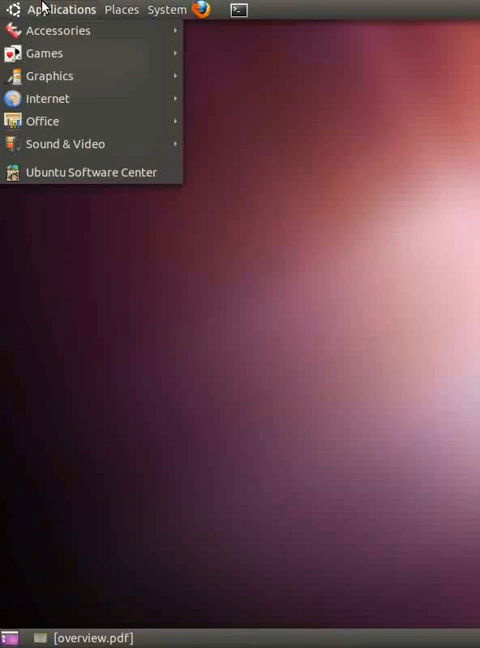 Applications Places System
Accessories
Games
Graphics
Internet
Office
Sound & Video
Ubuntu Software Center
[overview.pdf]